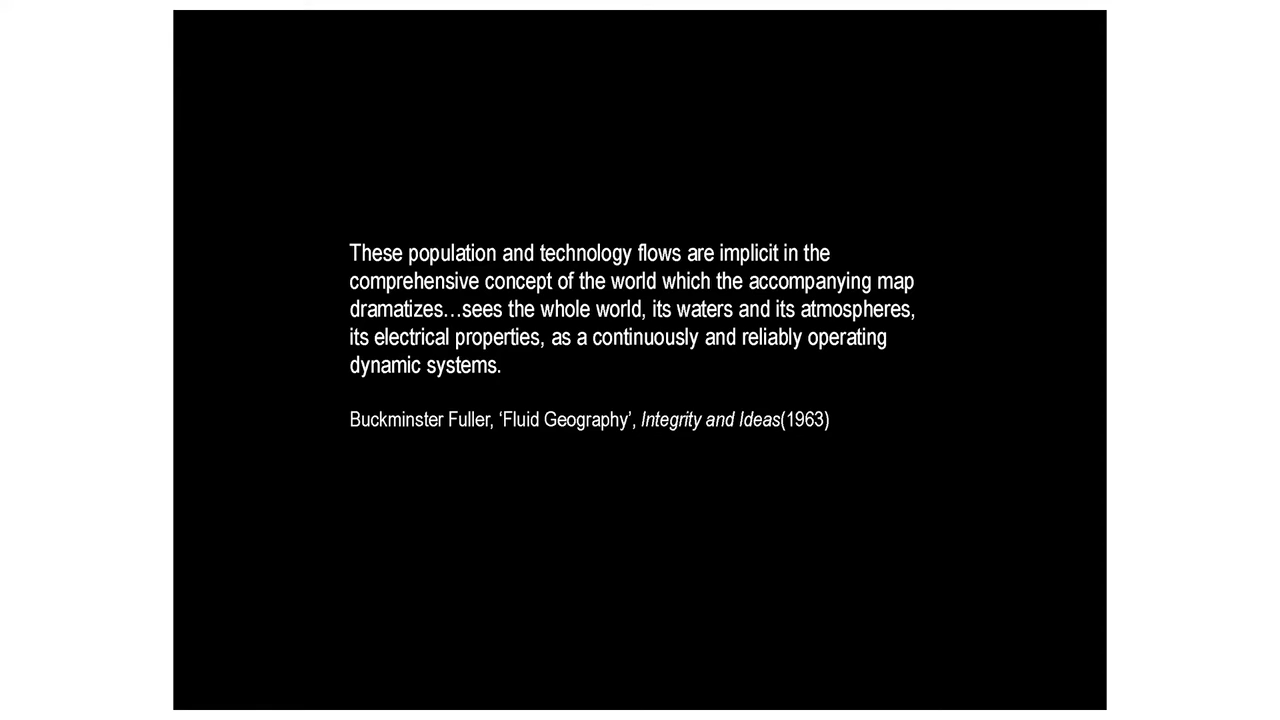 These population and technology flows are implicit in the
comprehensive concept of the world which the accompanying map
dramatizes…sees the whole world, its waters and its atmospheres,
its electrical properties, as a continuously and reliably operating
dynamic systems.
Buckminster Fuller, ‘Fluid Geography’, Integrity and Ideas(1963)